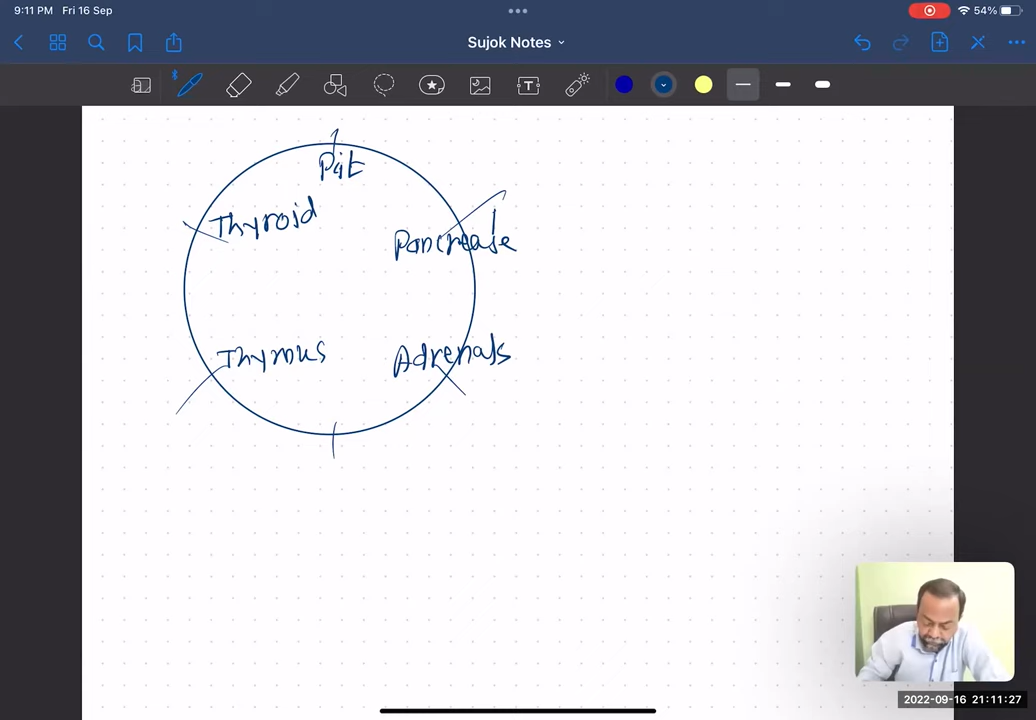 9:11 PM Fri 16 Sep
54%
Sujok Notes
T
Pit
Thyroid
Pancrease
Thymus
Adrenals
2022-09-16 21:11:27